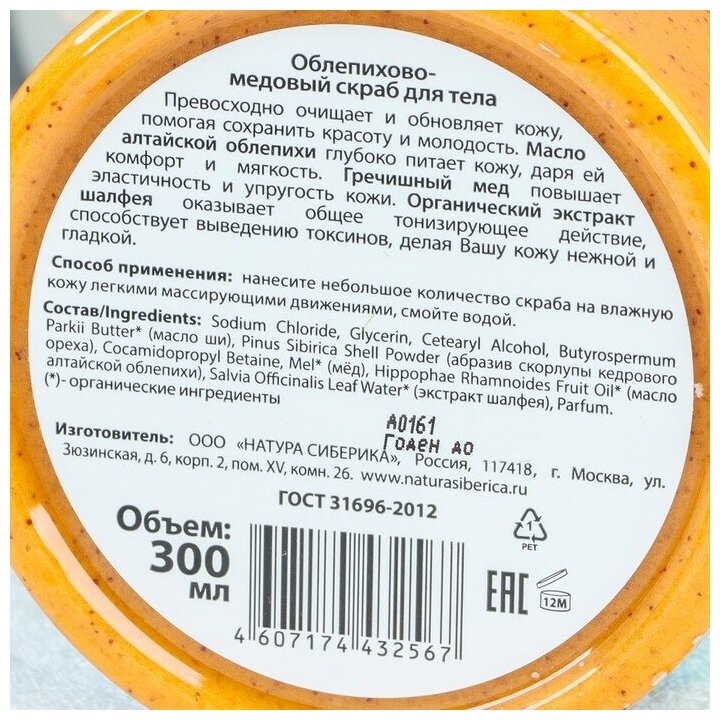 Облепихово-
медовый скраб для тела
Превосходно очищает и обновляет кожу,
помогая сохранить красоту и молодость. Масло
алтайской облепихи глубоко питает кожу, даря ей
комфорт и мягкость. Гречишный мед повышает
эластичность и упругость кожи. Органический экстракт
шалфея оказывает общее тонизирующее действие,
способствует выведению токсинов, делая Вашу кожу нежной и
гладкой.
Способ применения: нанесите небольшое количество скраба на влажную
кожу легкими массирующими движениями, смойте водой.
Состав/Ingredients: Sodium Chloride, Glycerin, Cetearyl Alcohol, Butyrospermum
Parkii Butter* (масло ши), Pinus Sibirica Shell Powder (абразив скорлупы кедрового
ореха), Cocamidopropyl Betaine, Mel* (мёд), Hippophae Rhamnoides Fruit Oil* (масло
алтайской облепихи), Salvia Officinalis Leaf Water* (экстракт шалфея), Parfum.
(*)- органические ингредиенты
A0161
Годен до
Изготовитель: ООО «НАТУРА СИБЕРИКА», Россия, 117418, г. Москва, ул.
Зюзинская, д. 6, корп. 2, пом. XV, комн. 26. www.naturasiberica.ru
ГОСТ 31696-2012
Объем:
300
мл
1
PET
EAC
12M
4 607174 432567